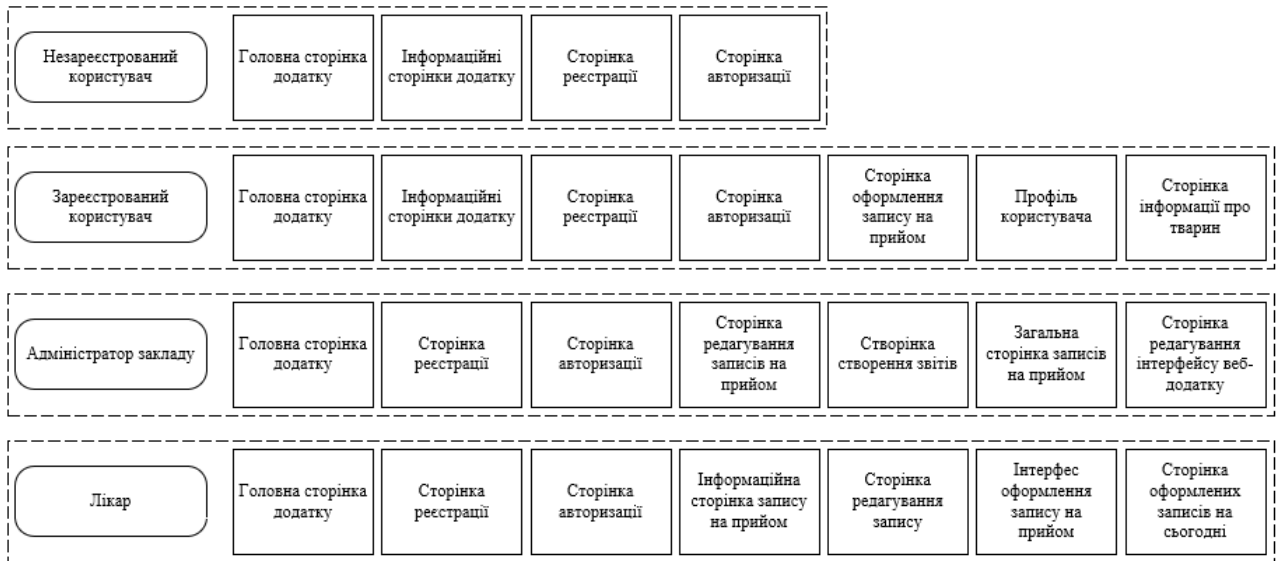 Незареєстрований
користувач
Головна сторінка
додатку
Інформаційні
сторінки додатку
Сторінка
реєстрації
Сторінка
авторизації
Зареєстрований
користувач
Головна сторінка
додатку
Інформаційні
сторінки додатку
Сторінка
реєстрації
Сторінка
авторизації
Сторінка
оформлення
запису на
прийом
Профіль
користувача
Сторінка
інформації про
тварин
Адміністратор закладу
Головна сторінка
додатку
Сторінка
реєстрації
Сторінка
авторизації
Сторінка
редагування
записів на
прийом
Створінка
створення звітів
Загальна
сторінка записів
на прийом
Сторінка
редагування
інтерфейсу веб-
додатку
Лікар
Головна сторінка
додатку
Сторінка
реєстрації
Сторінка
авторизації
Інформаційна
сторінка запису
на прийом
Сторінка
редагування
запису
Інтерфес
оформлення
запису на
прийом
Сторінка
оформлених
записів на
сьогодні